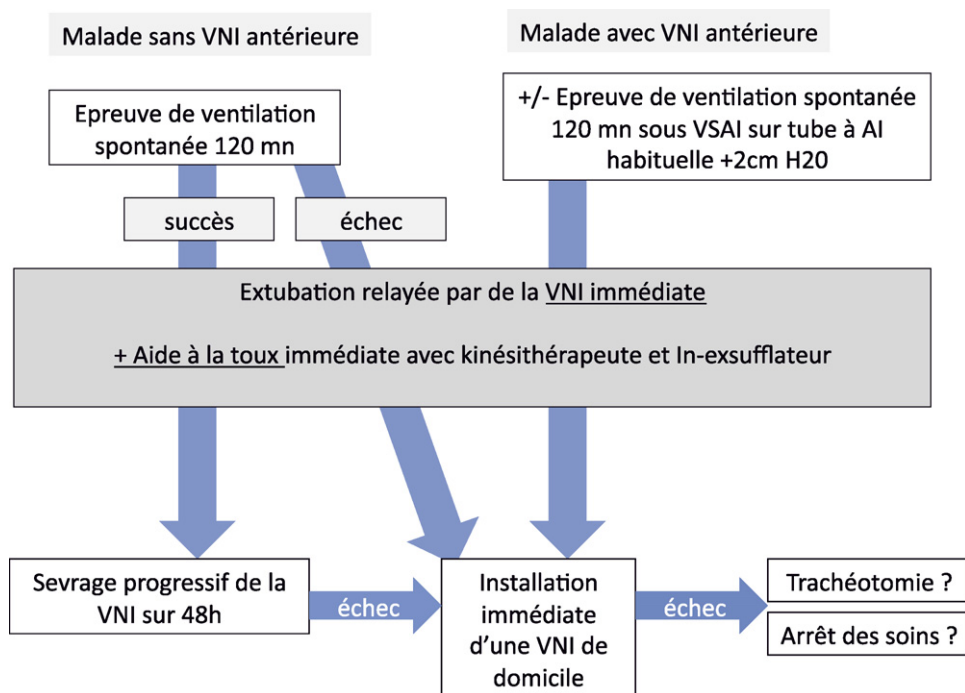 Malade sans VNI antérieure
Malade avec VNI antérieure
Epreuve de ventilation
spontanée 120 mn
+/- Epreuve de ventilation spontanée
120 mn sous VSAI sur tube à AI
habituelle +2cm H20
succès
échec
Extubation relayée par de la VNI immédiate
+ Aide à la toux immédiate avec kinésithérapeute et In-exsufflateur
Sevrage progressif de la
VNI sur 48h
échec
Installation
immédiate
d'une VNI de
domicile
échec
Trachéotomie ?
Arrêt des soins ?